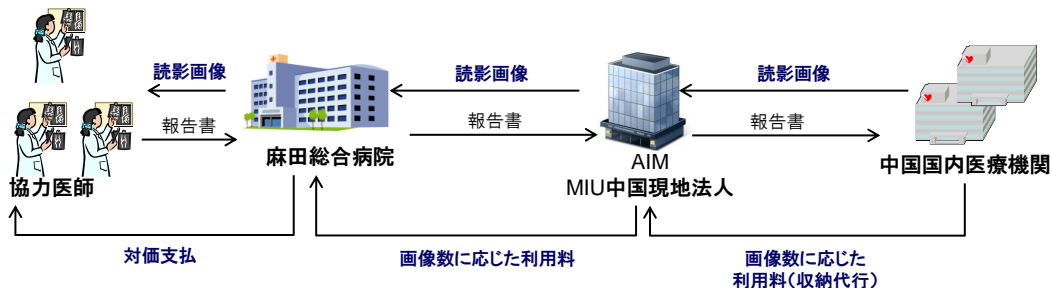 読影画像
読影画像
読影画像
報告書
報告書
報告書
麻田総合病院
AIM
MIU中国現地法人
中国国内医療機関
協力医師
対価支払
画像数に応じた利用料
画像数に応じた
利用料(収納代行)